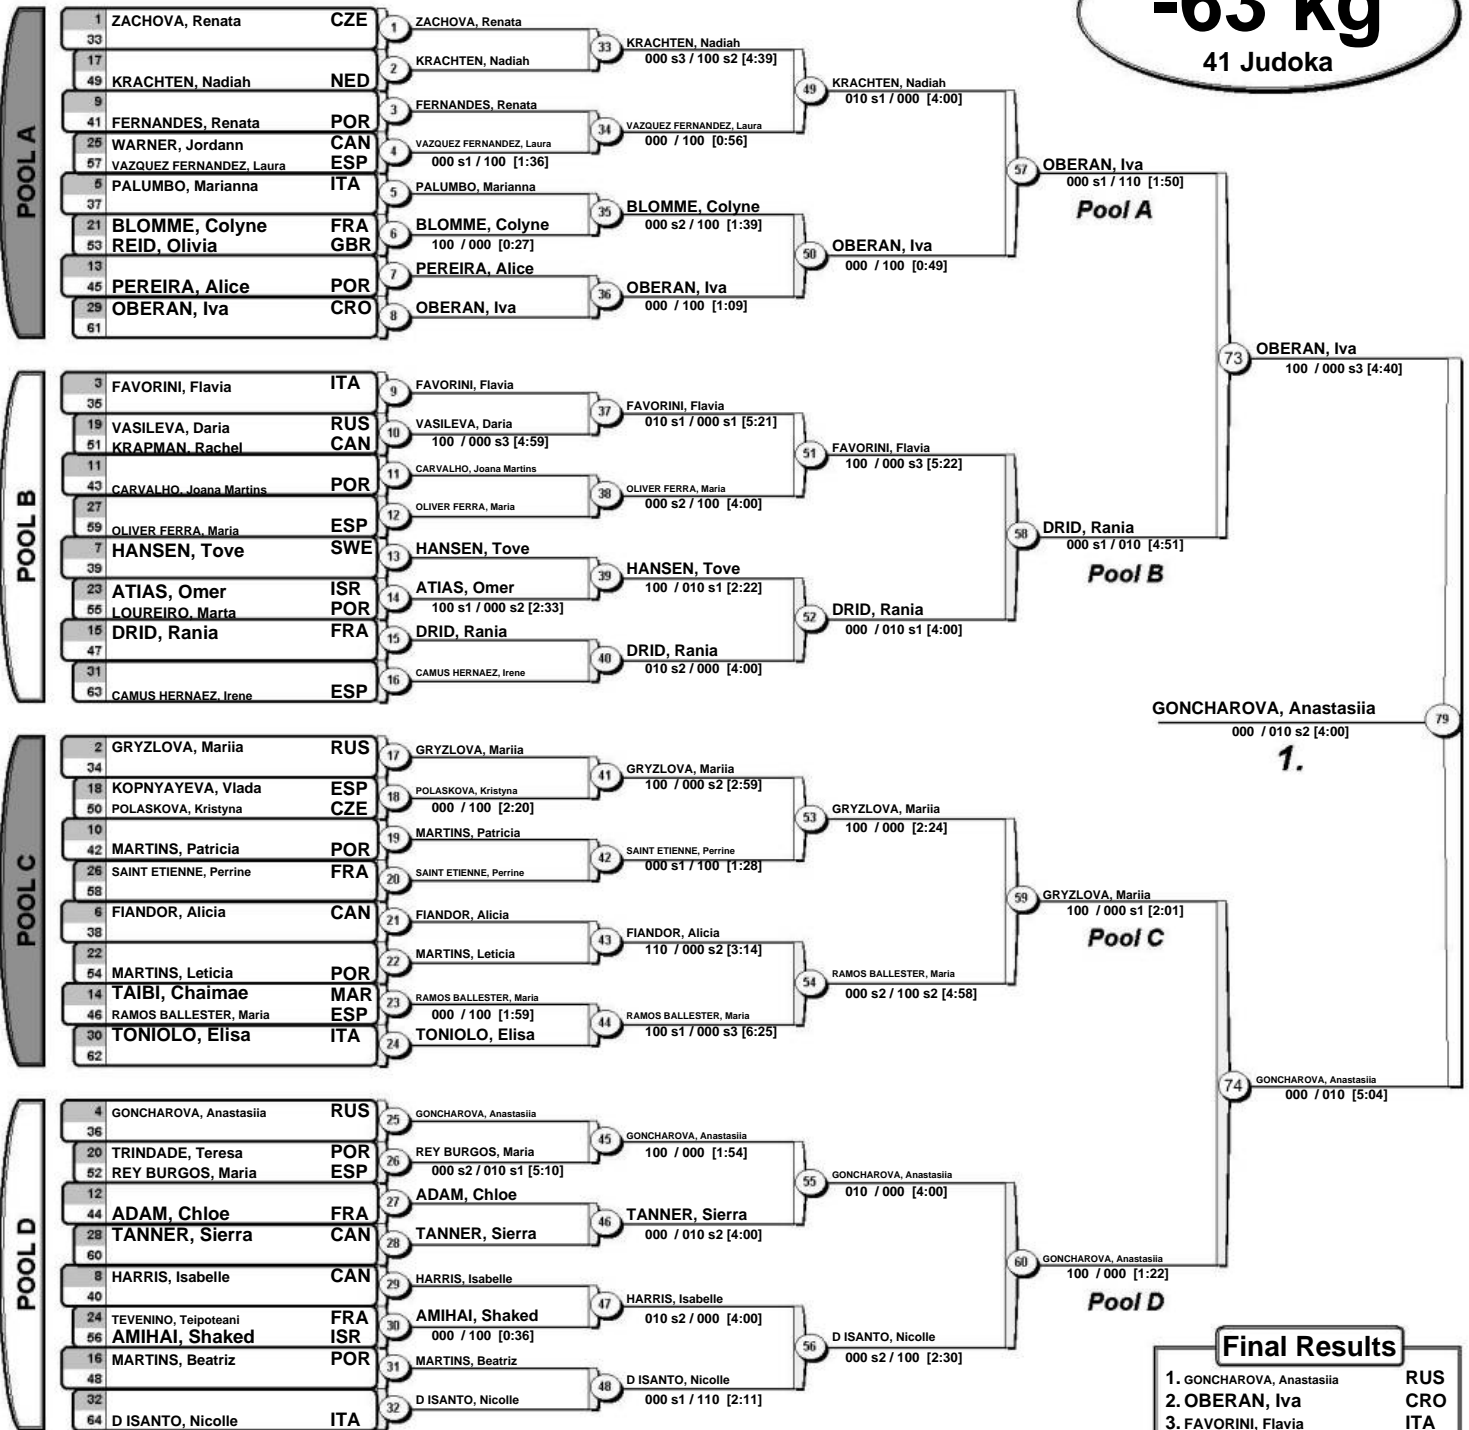 -63 kg
41 Judoka
POOL A
1 ZACHOVA, Renata CZE
33
17
49 KRACHTEN, Nadiah NED
9
41 FERNANDES, Renata POR
25 WARNER, Jordann CAN
57 VAZQUEZ FERNANDEZ, Laura ESP
5 PALUMBO, Marianna ITA
37
21 BLOMME, Colyne FRA
53 REID, Olivia GBR
13
45 PEREIRA, Alice POR
29 OBERAN, Iva CRO
61
1 ZACHOVA, Renata
2 KRACHTEN, Nadiah
3 FERNANDES, Renata
4 VAZQUEZ FERNANDEZ, Laura
000 s1 / 100 [1:36]
5 PALUMBO, Marianna
6 BLOMME, Colyne
100 / 000 [0:27]
7 PEREIRA, Alice
8 OBERAN, Iva
33 KRACHTEN, Nadiah
000 s3 / 100 s2 [4:39]
34 VAZQUEZ FERNANDEZ, Laura
000 / 100 [0:56]
35 BLOMME, Colyne
000 s2 / 100 [1:39]
36 OBERAN, Iva
000 / 100 [1:09]
49 KRACHTEN, Nadiah
010 s1 / 000 [4:00]
50 OBERAN, Iva
000 / 100 [0:49]
57 OBERAN, Iva
000 s1 / 110 [1:50]
Pool A
POOL B
3 FAVORINI, Flavia ITA
35
19 VASILEVA, Daria RUS
51 KRAPMAN, Rachel CAN
11
43 CARVALHO, Joana Martins POR
27
59 OLIVER FERRA, Maria ESP
7 HANSEN, Tove SWE
39
23 ATIAS, Omer ISR
55 LOUREIRO, Marta POR
15 DRID, Rania FRA
47
31
63 CAMUS HERNAEZ, Irene ESP
9 FAVORINI, Flavia
10 VASILEVA, Daria
100 / 000 s3 [4:59]
11 CARVALHO, Joana Martins
12 OLIVER FERRA, Maria
13 HANSEN, Tove
14 ATIAS, Omer
100 s1 / 000 s2 [2:33]
15 DRID, Rania
16 CAMUS HERNAEZ, Irene
37 FAVORINI, Flavia
010 s1 / 000 s1 [5:21]
38 OLIVER FERRA, Maria
000 s2 / 100 [4:00]
39 HANSEN, Tove
100 / 010 s1 [2:22]
40 DRID, Rania
010 s2 / 000 [4:00]
51 FAVORINI, Flavia
100 / 000 s3 [5:22]
52 DRID, Rania
000 / 010 s1 [4:00]
58 DRID, Rania
000 s1 / 010 [4:51]
Pool B
73 OBERAN, Iva
100 / 000 s3 [4:40]
GONCHAROVA, Anastasiia 79
000 / 010 s2 [4:00]
1.
POOL C
2 GRYZLOVA, Mariia RUS
34
18 KOPNYAYEVA, Vlada ESP
50 POLASKOVA, Kristyna CZE
10
42 MARTINS, Patricia POR
26 SAINT ETIENNE, Perrine FRA
58
6 FIANDOR, Alicia CAN
38
22
54 MARTINS, Leticia POR
14 TAIBI, Chaimae MAR
46 RAMOS BALLESTER, Maria ESP
30 TONIOLO, Elisa ITA
62
17 GRYZLOVA, Mariia
18 POLASKOVA, Kristyna
000 / 100 [2:20]
19 MARTINS, Patricia
20 SAINT ETIENNE, Perrine
21 FIANDOR, Alicia
22 MARTINS, Leticia
23 RAMOS BALLESTER, Maria
000 / 100 [1:59]
24 TONIOLO, Elisa
41 GRYZLOVA, Mariia
100 / 000 s2 [2:59]
42 SAINT ETIENNE, Perrine
000 s1 / 100 [1:28]
43 FIANDOR, Alicia
110 / 000 s2 [3:14]
44 RAMOS BALLESTER, Maria
100 s1 / 000 s3 [6:25]
53 GRYZLOVA, Mariia
100 / 000 [2:24]
54 RAMOS BALLESTER, Maria
000 s2 / 100 s2 [4:58]
59 GRYZLOVA, Mariia
100 / 000 s1 [2:01]
Pool C
POOL D
4 GONCHAROVA, Anastasiia RUS
36
20 TRINDADE, Teresa POR
52 REY BURGOS, Maria ESP
12
44 ADAM, Chloe FRA
28 TANNER, Sierra CAN
60
8 HARRIS, Isabelle CAN
40
24 TEVENINO, Teipoteani FRA
56 AMIHAI, Shaked ISR
16 MARTINS, Beatriz POR
48
32
64 D ISANTO, Nicolle ITA
25 GONCHAROVA, Anastasiia
26 REY BURGOS, Maria
000 s2 / 010 s1 [5:10]
27 ADAM, Chloe
28 TANNER, Sierra
29 HARRIS, Isabelle
30 AMIHAI, Shaked
000 / 100 [0:36]
31 MARTINS, Beatriz
32 D ISANTO, Nicolle
45 GONCHAROVA, Anastasiia
100 / 000 [1:54]
46 TANNER, Sierra
000 / 010 s2 [4:00]
47 HARRIS, Isabelle
010 s2 / 000 [4:00]
48 D ISANTO, Nicolle
000 s1 / 110 [2:11]
55 GONCHAROVA, Anastasiia
010 / 000 [4:00]
56 D ISANTO, Nicolle
000 s2 / 100 [2:30]
60 GONCHAROVA, Anastasiia
100 / 000 [1:22]
Pool D
74 GONCHAROVA, Anastasiia
000 / 010 [5:04]
Final Results
1. GONCHAROVA, Anastasiia RUS
2. OBERAN, Iva CRO
3. FAVORINI, Flavia ITA